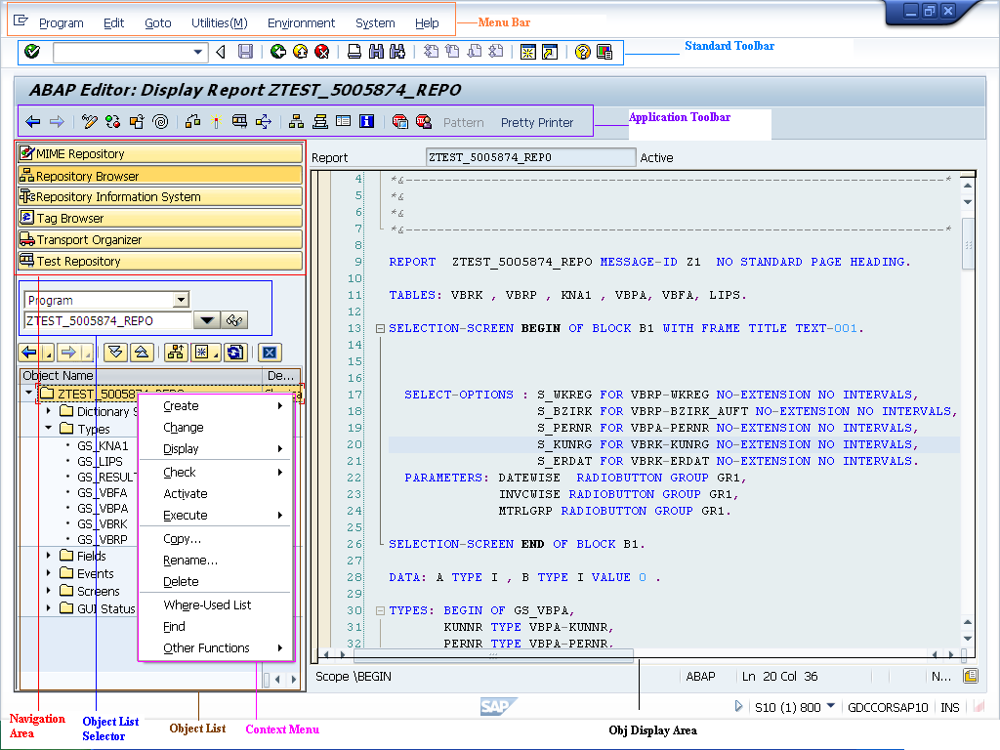 Program Edit Goto Utilities(M) Environment System Help
Menu Bar
Standard Toolbar
ABAP Editor: Display Report ZTEST_5005874_REPO
Pattern Pretty Printer
Application Toolbar
MIME Repository
Repository Browser
Repository Information System
Tag Browser
Transport Organizer
Test Repository
Program
ZTEST_5005874_REPO
Object Name De...
ZTEST_5005874_REPO
Dictionary S
Types
GS_KNA1
GS_LIPS
GS_RESULT
GS_VBFA
GS_VBPA
GS_VBRK
GS_VBRP
Fields
Events
Screens
GUI Status
Create
Change
Display
Check
Activate
Execute
Copy...
Rename...
Delete
Where-Used List
Find
Other Functions
Report ZTEST_5005874_REPO Active
4 *&---------------------------------------------------------------------*
5 *&
6 *&
7 *&---------------------------------------------------------------------*
8
9 REPORT ZTEST_5005874_REPO MESSAGE-ID Z1 NO STANDARD PAGE HEADING.
10
11 TABLES: VBRK , VBRP , KNA1 , VBPA, VBFA, LIPS.
12
13 SELECTION-SCREEN BEGIN OF BLOCK B1 WITH FRAME TITLE TEXT-001.
14
15
16
17 SELECT-OPTIONS : S_WKREG FOR VBRP-WKREG NO-EXTENSION NO INTERVALS,
18 S_BZIRK FOR VBRP-BZIRK_AUFT NO-EXTENSION NO INTERVALS,
19 S_PERNR FOR VBPA-PERNR NO-EXTENSION NO INTERVALS,
20 S_KUNRG FOR VBRK-KUNRG NO-EXTENSION NO INTERVALS,
21 S_ERDAT FOR VBRK-ERDAT NO-EXTENSION NO INTERVALS.
22 PARAMETERS: DATEWISE RADIOBUTTON GROUP GR1,
23 INVCWISE RADIOBUTTON GROUP GR1,
24 MTRLGRP RADIOBUTTON GROUP GR1.
25
26 SELECTION-SCREEN END OF BLOCK B1.
27
28 DATA: A TYPE I , B TYPE I VALUE 0 .
29
30 TYPES: BEGIN OF GS_VBPA,
31 KUNNR TYPE VBPA-KUNNR,
32 PERNR TYPE VBPA-PERNR,
Scope \BEGIN ABAP Ln 20 Col 36 N...
SAP S10 (1) 800 GDCCORSAP10 INS
Navigation
Area
Object List
Selector
Object List
Context Menu
Obj Display Area